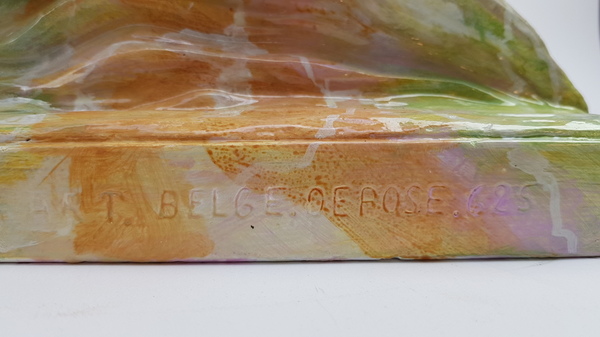 ART. BELGE. DEPOSE. 625